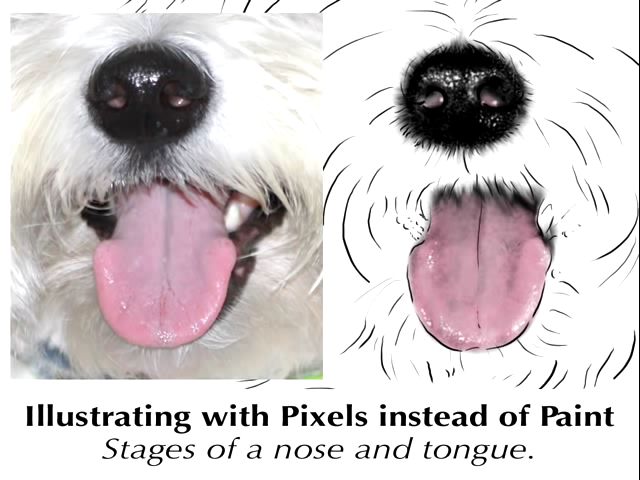 Illustrating with Pixels instead of Paint
Stages of a nose and tongue.